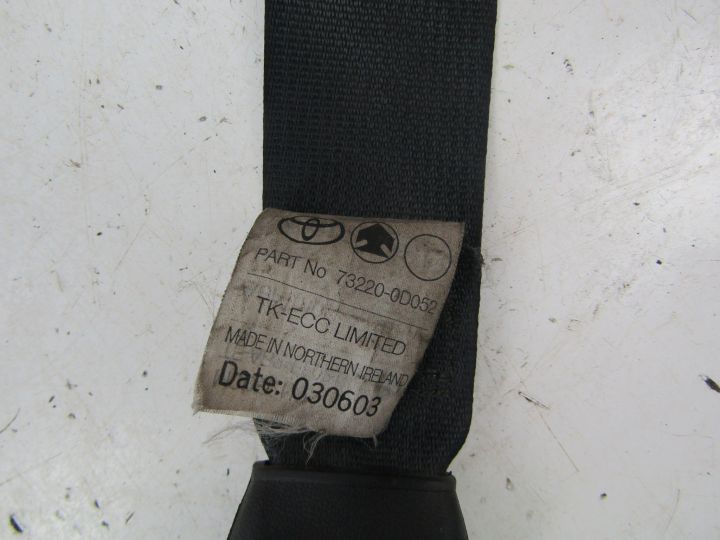 PART No 73220-0D052
TK-ECC LIMITED
MADE IN NORTHERN IRELAND
Date: 030603